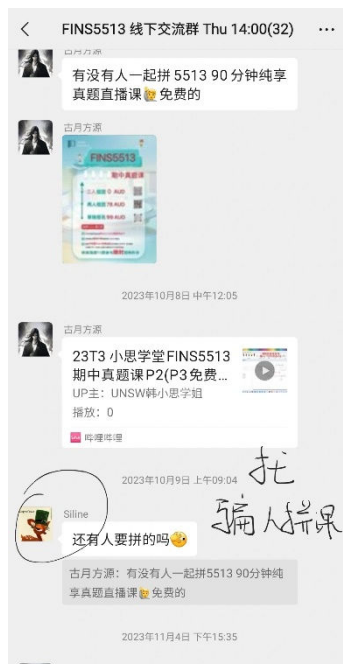 FINS5513 线下交流群 Thu 14:00(32)
古月方源
有没有人一起拼 5513 90 分钟纯享
真题直播课 免费的
古月方源
FINS5513
期中真题课
2023年10月8日 中午12:05
古月方源
23T3 小思学堂FINS5513
期中真题课P2(P3免费...
UP主：UNSW韩小思学姐
播放：0
哔哩哔哩
2023年10月9日 上午09:04
托
骗人拼课
Siline
还有人要拼的吗
古月方源：有没有人一起拼5513 90分钟纯
享真题直播课 免费的
2023年11月4日 下午15:35